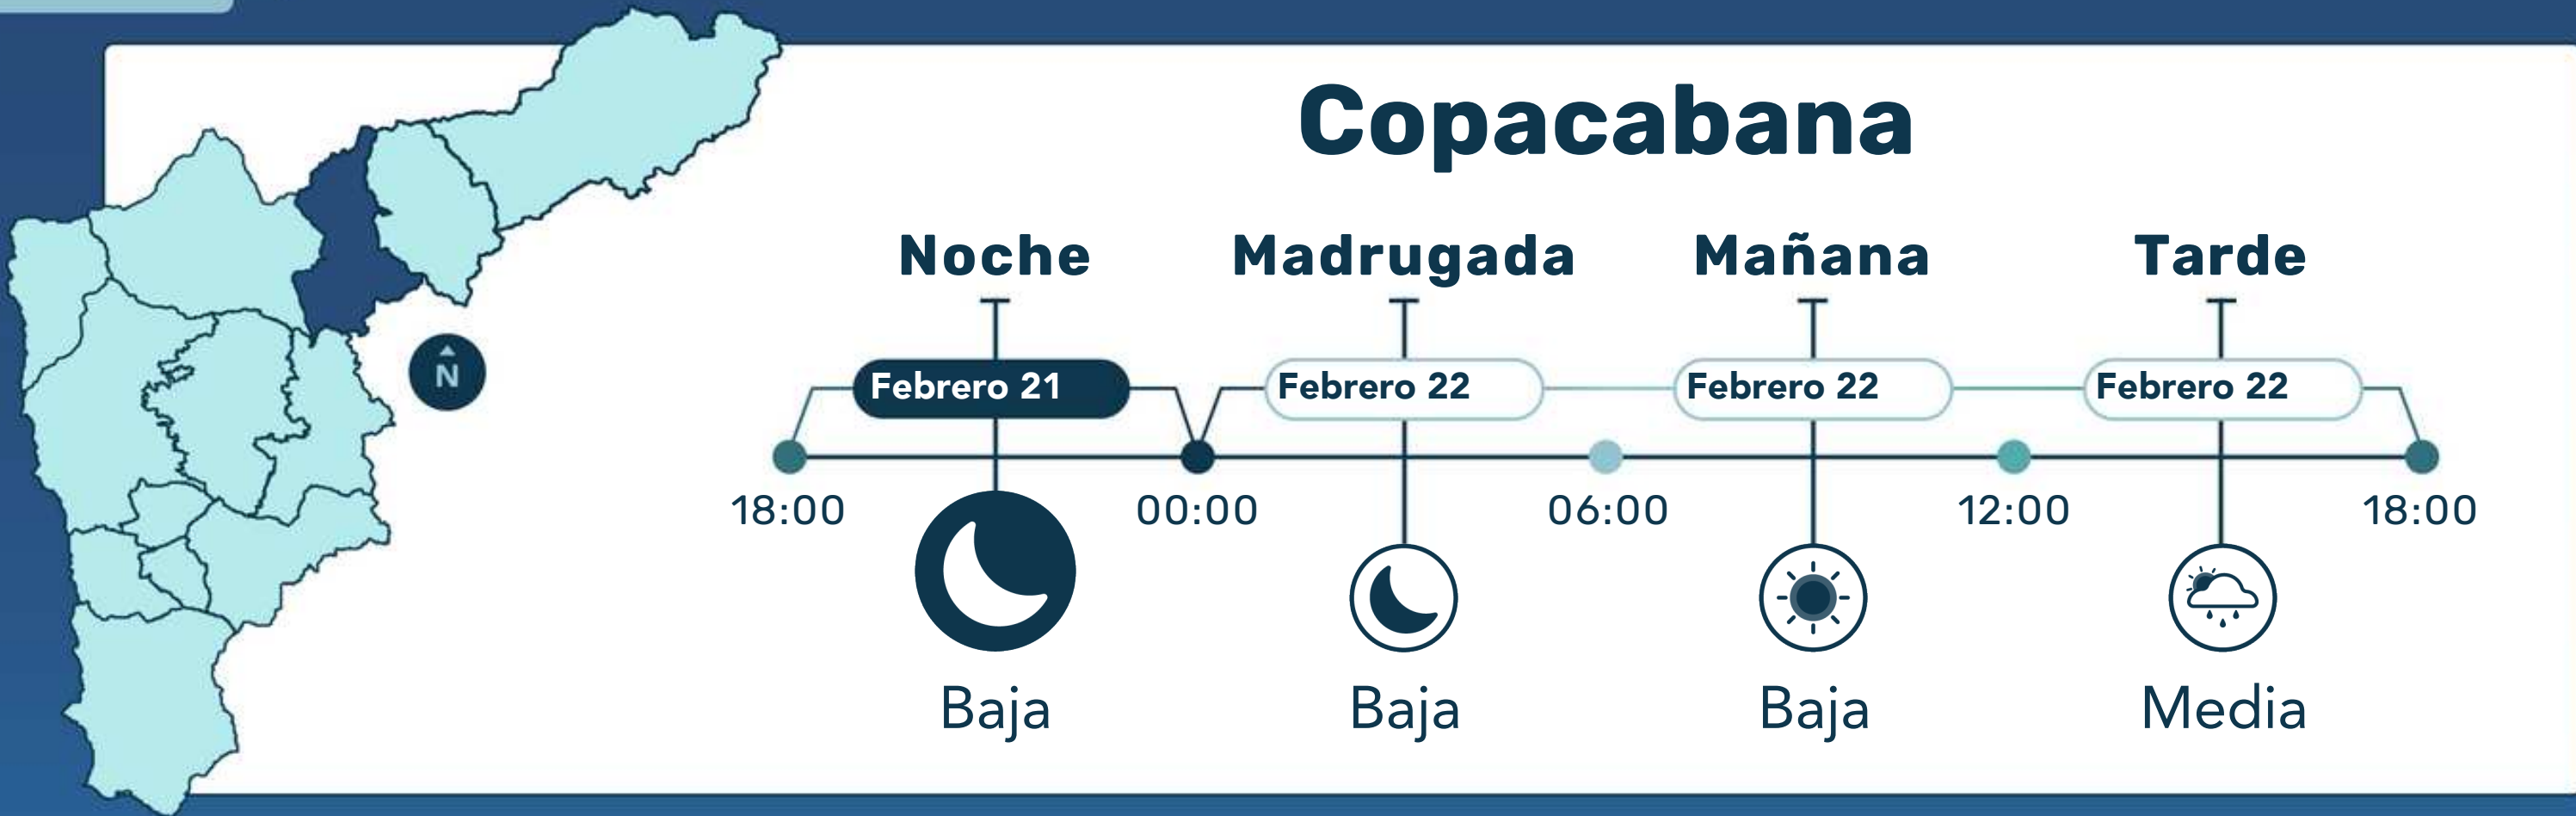 Copacabana
Noche
Madrugada
Mañana
Tarde
Febrero 21
Febrero 22
Febrero 22
Febrero 22
N
18:00
00:00
06:00
12:00
18:00
Baja
Baja
Baja
Media